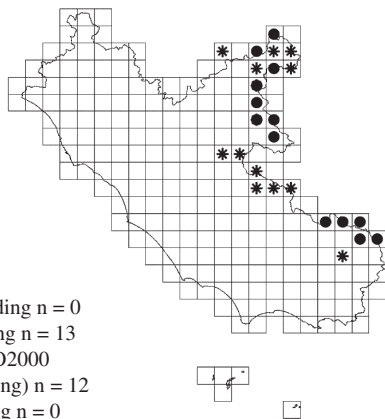 ding n = 0
ng n = 13
D2000
ng) n = 12
g n = 0